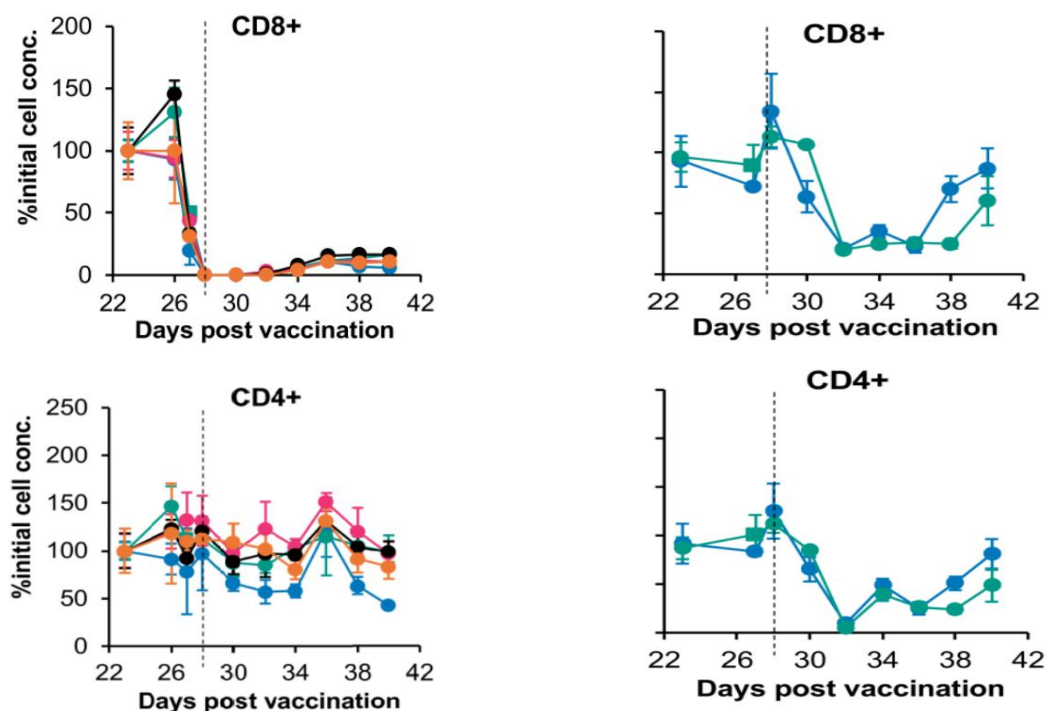 CD8+
%initial cell conc.
200
150
100
50
0
22 26 30 34 38 42
Days post vaccination
CD8+
22 26 30 34 38 42
Days post vaccination
CD4+
%initial cell conc.
250
200
150
100
50
0
22 26 30 34 38 42
Days post vaccination
CD4+
22 26 30 34 38 42
Days post vaccination